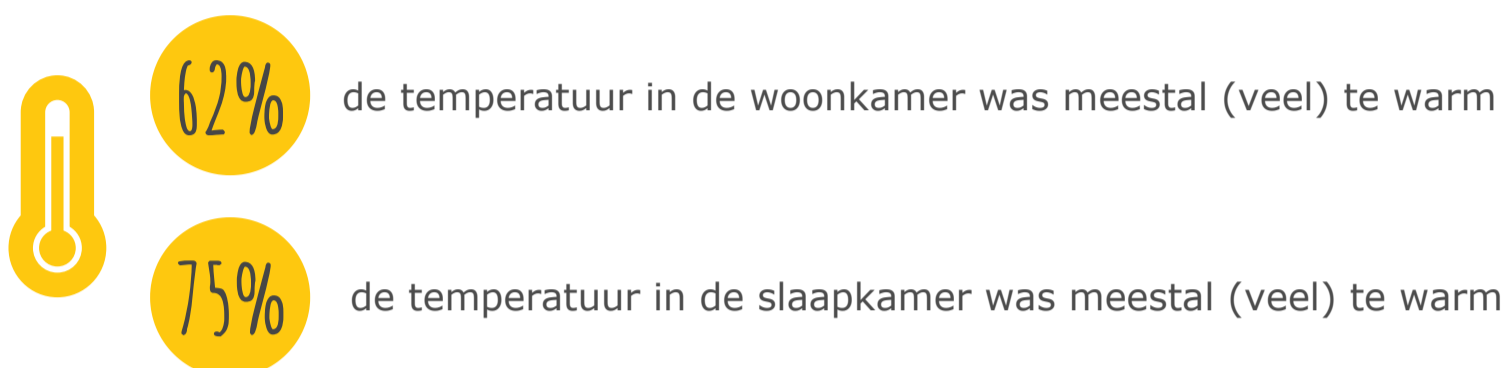 62% de temperatuur in de woonkamer was meestal (veel) te warm
75% de temperatuur in de slaapkamer was meestal (veel) te warm